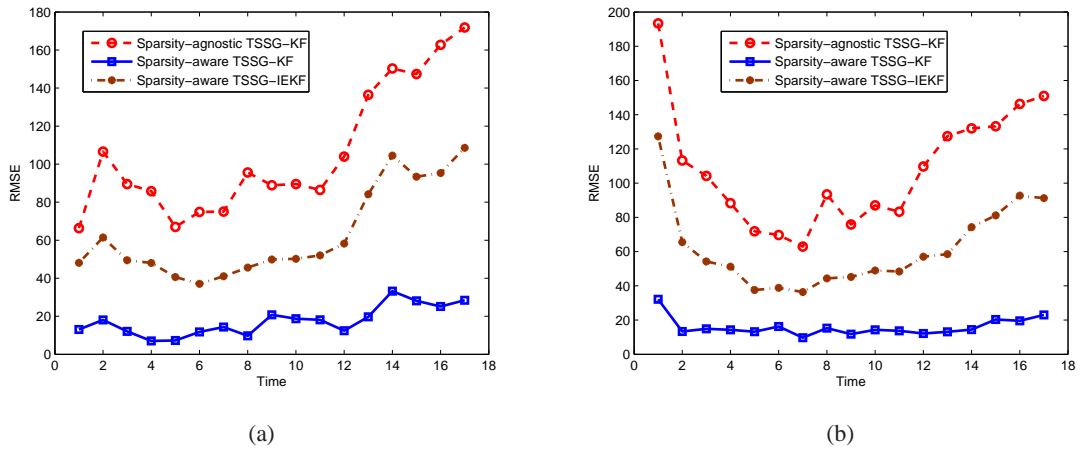 180
160
140
120
100
80
60
40
20
0
RMSE
Sparsity−agnostic TSSG−KF
Sparsity−aware TSSG−KF
Sparsity−aware TSSG−IEKF
0 2 4 6 8 10 12 14 16 18
Time
(a)
200
180
160
140
120
100
80
60
40
20
0
RMSE
Sparsity−agnostic TSSG−KF
Sparsity−aware TSSG−KF
Sparsity−aware TSSG−IEKF
0 2 4 6 8 10 12 14 16 18
Time
(b)